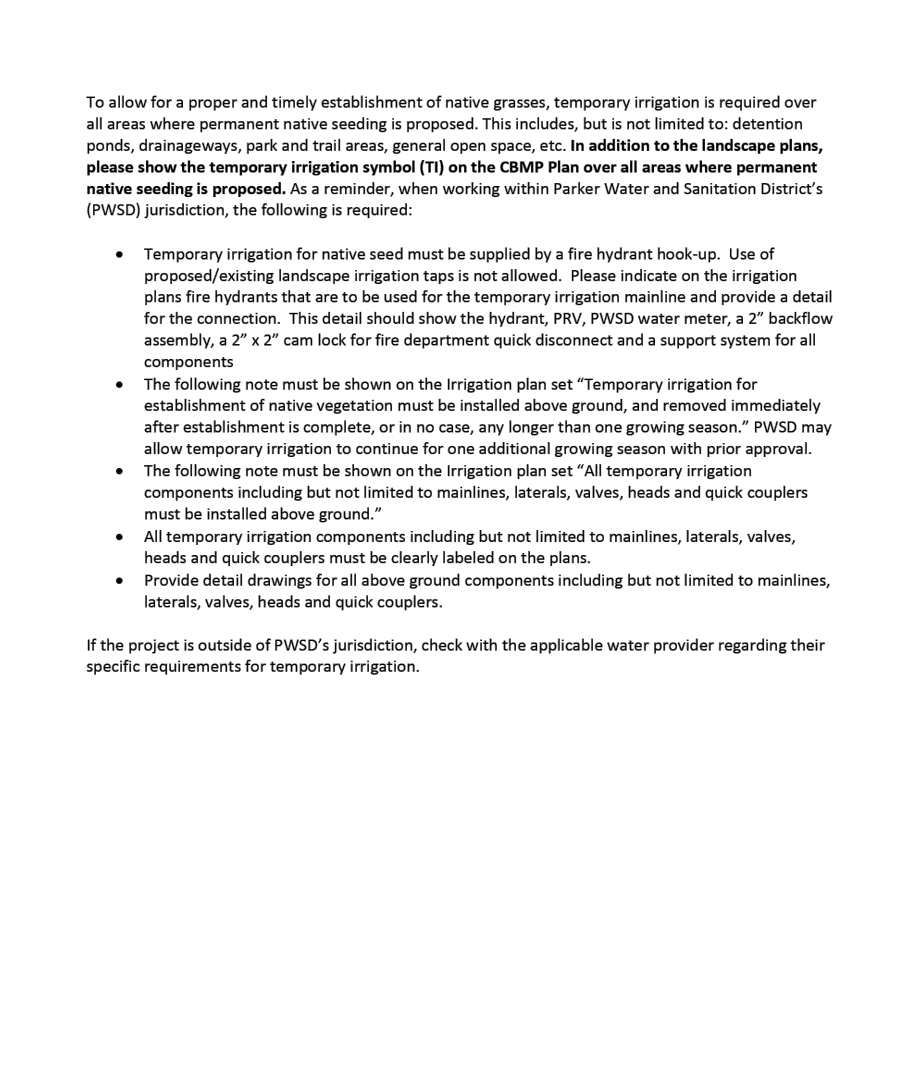 To allow for a proper and timely establishment of native grasses, temporary irrigation is required over
all areas where permanent native seeding is proposed. This includes, but is not limited to: detention
ponds, drainageways, park and trail areas, general open space, etc. In addition to the landscape plans,
please show the temporary irrigation symbol (TI) on the CBMP Plan over all areas where permanent
native seeding is proposed. As a reminder, when working within Parker Water and Sanitation District’s
(PWSD) jurisdiction, the following is required:
• Temporary irrigation for native seed must be supplied by a fire hydrant hook-up.  Use of
proposed/existing landscape irrigation taps is not allowed.  Please indicate on the irrigation
plans fire hydrants that are to be used for the temporary irrigation mainline and provide a detail
for the connection.  This detail should show the hydrant, PRV, PWSD water meter, a 2” backflow
assembly, a 2” x 2” cam lock for fire department quick disconnect and a support system for all
components
• The following note must be shown on the Irrigation plan set “Temporary irrigation for
establishment of native vegetation must be installed above ground, and removed immediately
after establishment is complete, or in no case, any longer than one growing season.” PWSD may
allow temporary irrigation to continue for one additional growing season with prior approval.
• The following note must be shown on the Irrigation plan set “All temporary irrigation
components including but not limited to mainlines, laterals, valves, heads and quick couplers
must be installed above ground.”
• All temporary irrigation components including but not limited to mainlines, laterals, valves,
heads and quick couplers must be clearly labeled on the plans.
• Provide detail drawings for all above ground components including but not limited to mainlines,
laterals, valves, heads and quick couplers.
If the project is outside of PWSD’s jurisdiction, check with the applicable water provider regarding their
specific requirements for temporary irrigation.